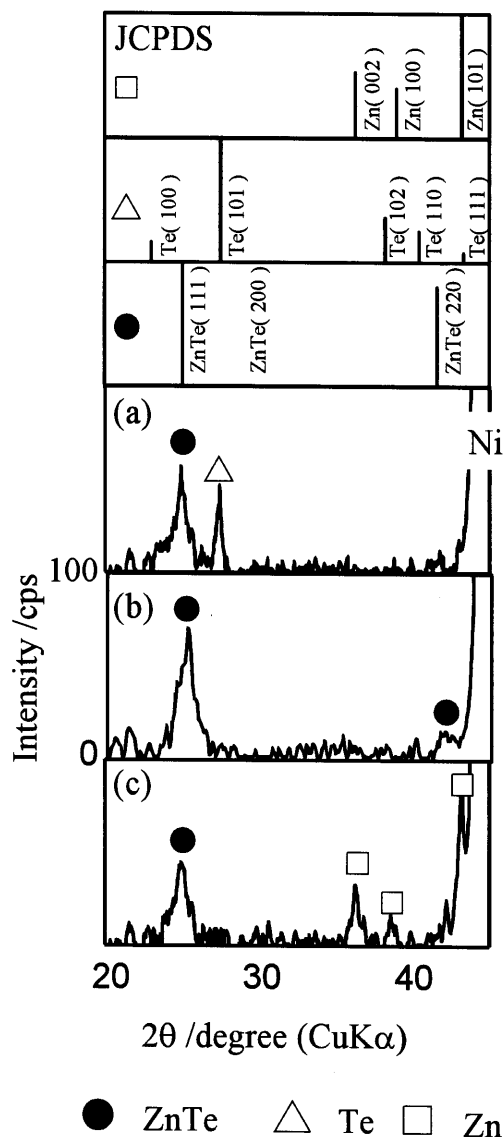 JCPDS
Zn( 002 )
Zn( 100 )
Zn( 101 )
Te( 100 )
Te( 101 )
Te( 102 )
Te( 110 )
Te( 111 )
ZnTe( 111 )
ZnTe( 200 )
ZnTe( 220 )
(a)
Ni
100
(b)
Intensity /cps
0
(c)
20 30 40
2θ /degree (CuKα)
ZnTe Te Zn